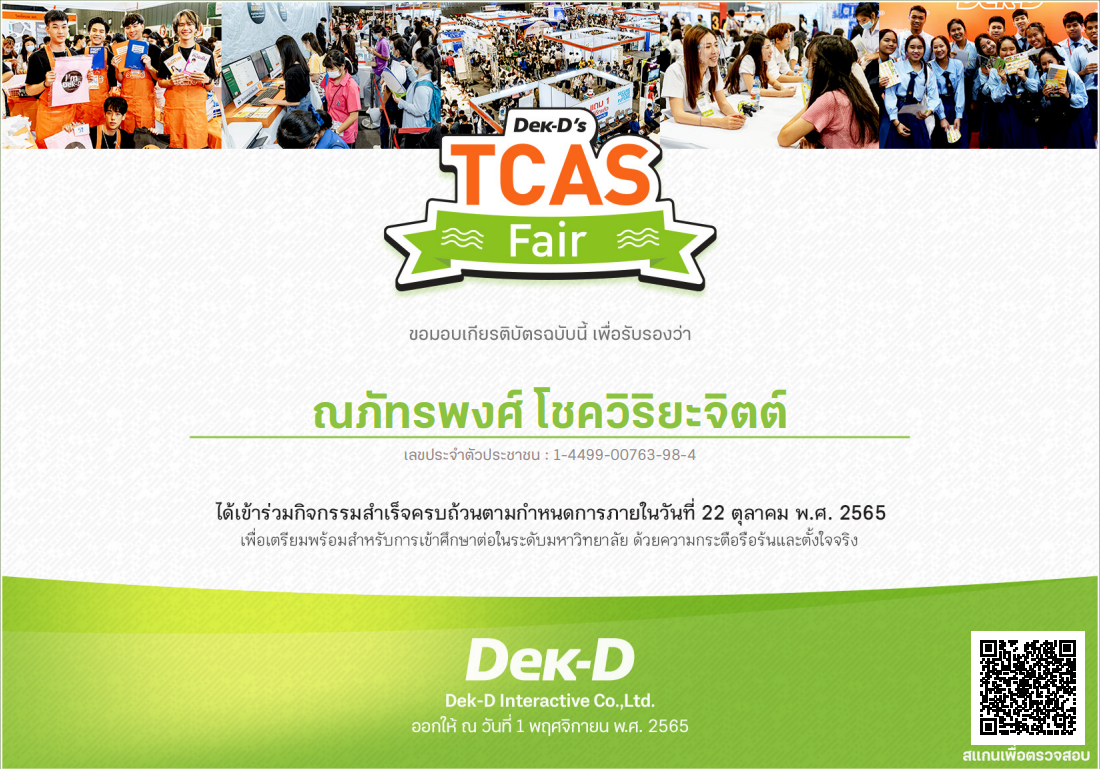 DEK-D
I'm
dek-D
แถม 1
Dek-D's
TCAS
Fair
ขอมอบเกียรติบัตรฉบับนี้ เพื่อรับรองว่า
ณภัทรพงศ์ โชควิริยะจิตต์
เลขประจำตัวประชาชน : 1-4499-00763-98-4
ได้เข้าร่วมกิจกรรมสำเร็จครบถ้วนตามกำหนดการภายในวันที่ 22 ตุลาคม พ.ศ. 2565
เพื่อเตรียมพร้อมสำหรับการเข้าศึกษาต่อในระดับมหาวิทยาลัย ด้วยความกระตือรือร้นและตั้งใจจริง
Dek-D
Dek-D Interactive Co.,Ltd.
ออกให้ ณ วันที่ 1 พฤศจิกายน พ.ศ. 2565
สแกนเพื่อตรวจสอบ